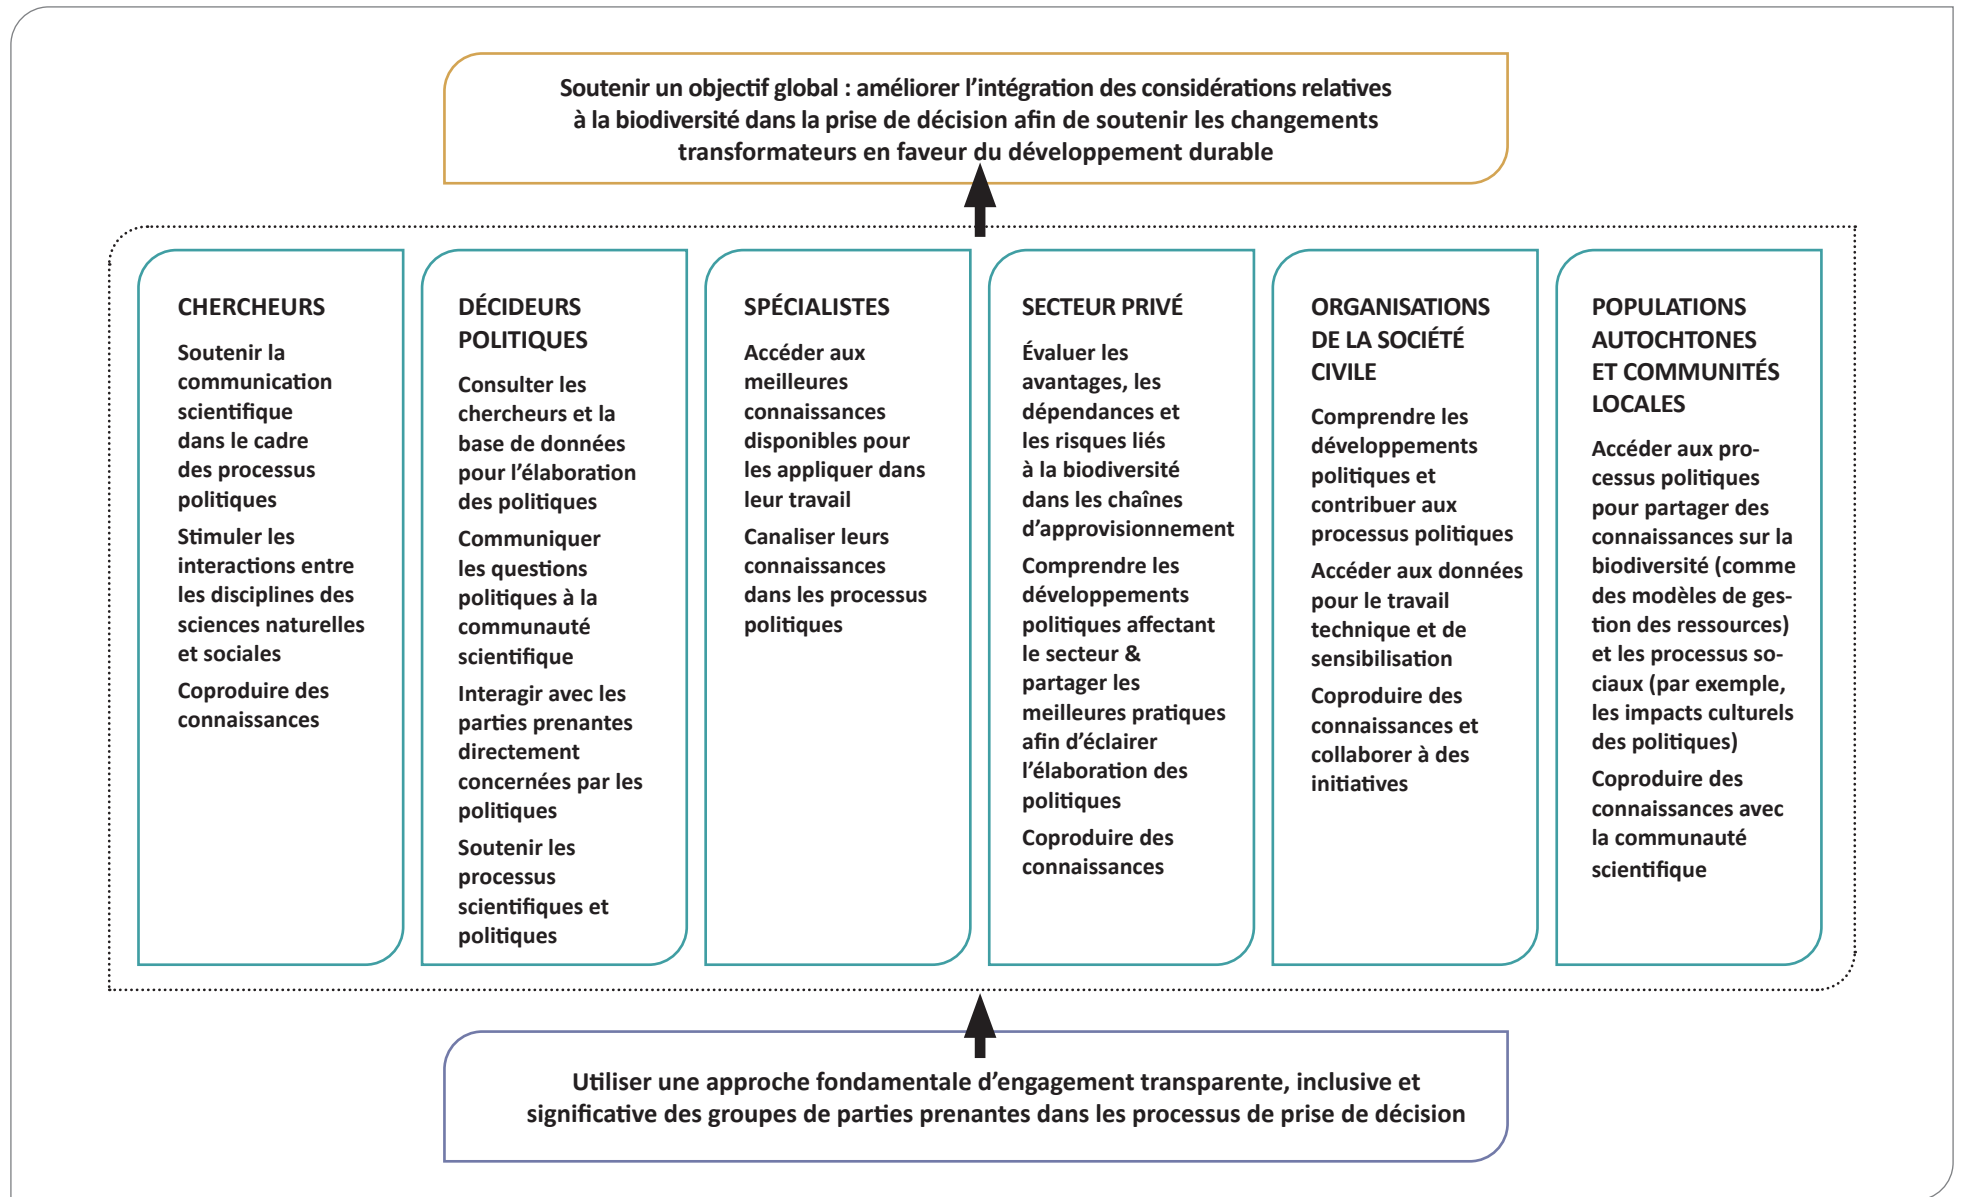 Soutenir un objectif global : améliorer l’intégration des considérations relatives
à la biodiversité dans la prise de décision afin de soutenir les changements
transformateurs en faveur du développement durable
CHERCHEURS
Soutenir la
communication
scientifique
dans le cadre
des processus
politiques
Stimuler les
interactions entre
les disciplines des
sciences naturelles
et sociales
Coproduire des
connaissances
DÉCIDEURS
POLITIQUES
Consulter les
chercheurs et la
base de données
pour l’élaboration
des politiques
Communiquer
les questions
politiques à la
communauté
scientifique
Interagir avec les
parties prenantes
directement
concernées par les
politiques
Soutenir les
processus
scientifiques et
politiques
SPÉCIALISTES
Accéder aux
meilleures
connaissances
disponibles pour
les appliquer dans
leur travail
Canaliser leurs
connaissances
dans les processus
politiques
SECTEUR PRIVÉ
Évaluer les
avantages, les
dépendances et
les risques liés
à la biodiversité
dans les chaînes
d’approvisionnement
Comprendre les
développements
politiques affectant
le secteur &
partager les
meilleures pratiques
afin d’éclairer
l’élaboration des
politiques
Coproduire des
connaissances
ORGANISATIONS
DE LA SOCIÉTÉ
CIVILE
Comprendre les
développements
politiques et
contribuer aux
processus politiques
Accéder aux données
pour le travail
technique et de
sensibilisation
Coproduire des
connaissances et
collaborer à des
initiatives
POPULATIONS
AUTOCHTONES
ET COMMUNITÉS
LOCALES
Accéder aux pro-
cessus politiques
pour partager des
connaissances sur la
biodiversité (comme
des modèles de ges-
tion des ressources)
et les processus so-
ciaux (par exemple,
les impacts culturels
des politiques)
Coproduire des
connaissances avec
la communauté
scientifique
Utiliser une approche fondamentale d’engagement transparente, inclusive et
significative des groupes de parties prenantes dans les processus de prise de décision